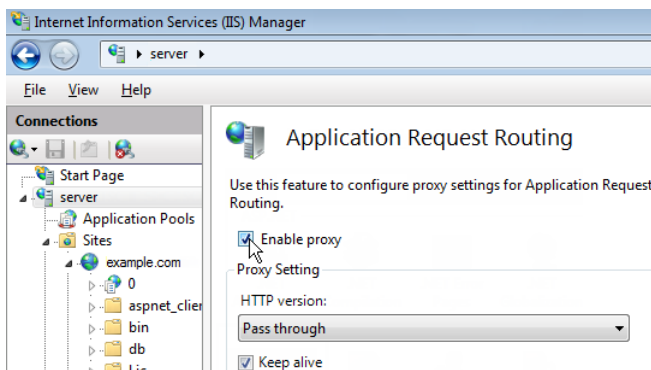 Internet Information Services (IIS) Manager
server
File View Help
Connections
Start Page
server
Application Pools
Sites
example.com
0
aspnet_clier
bin
db
Application Request Routing
Use this feature to configure proxy settings for Application Request
Routing.
Enable proxy
Proxy Setting
HTTP version:
Pass through
Keep alive